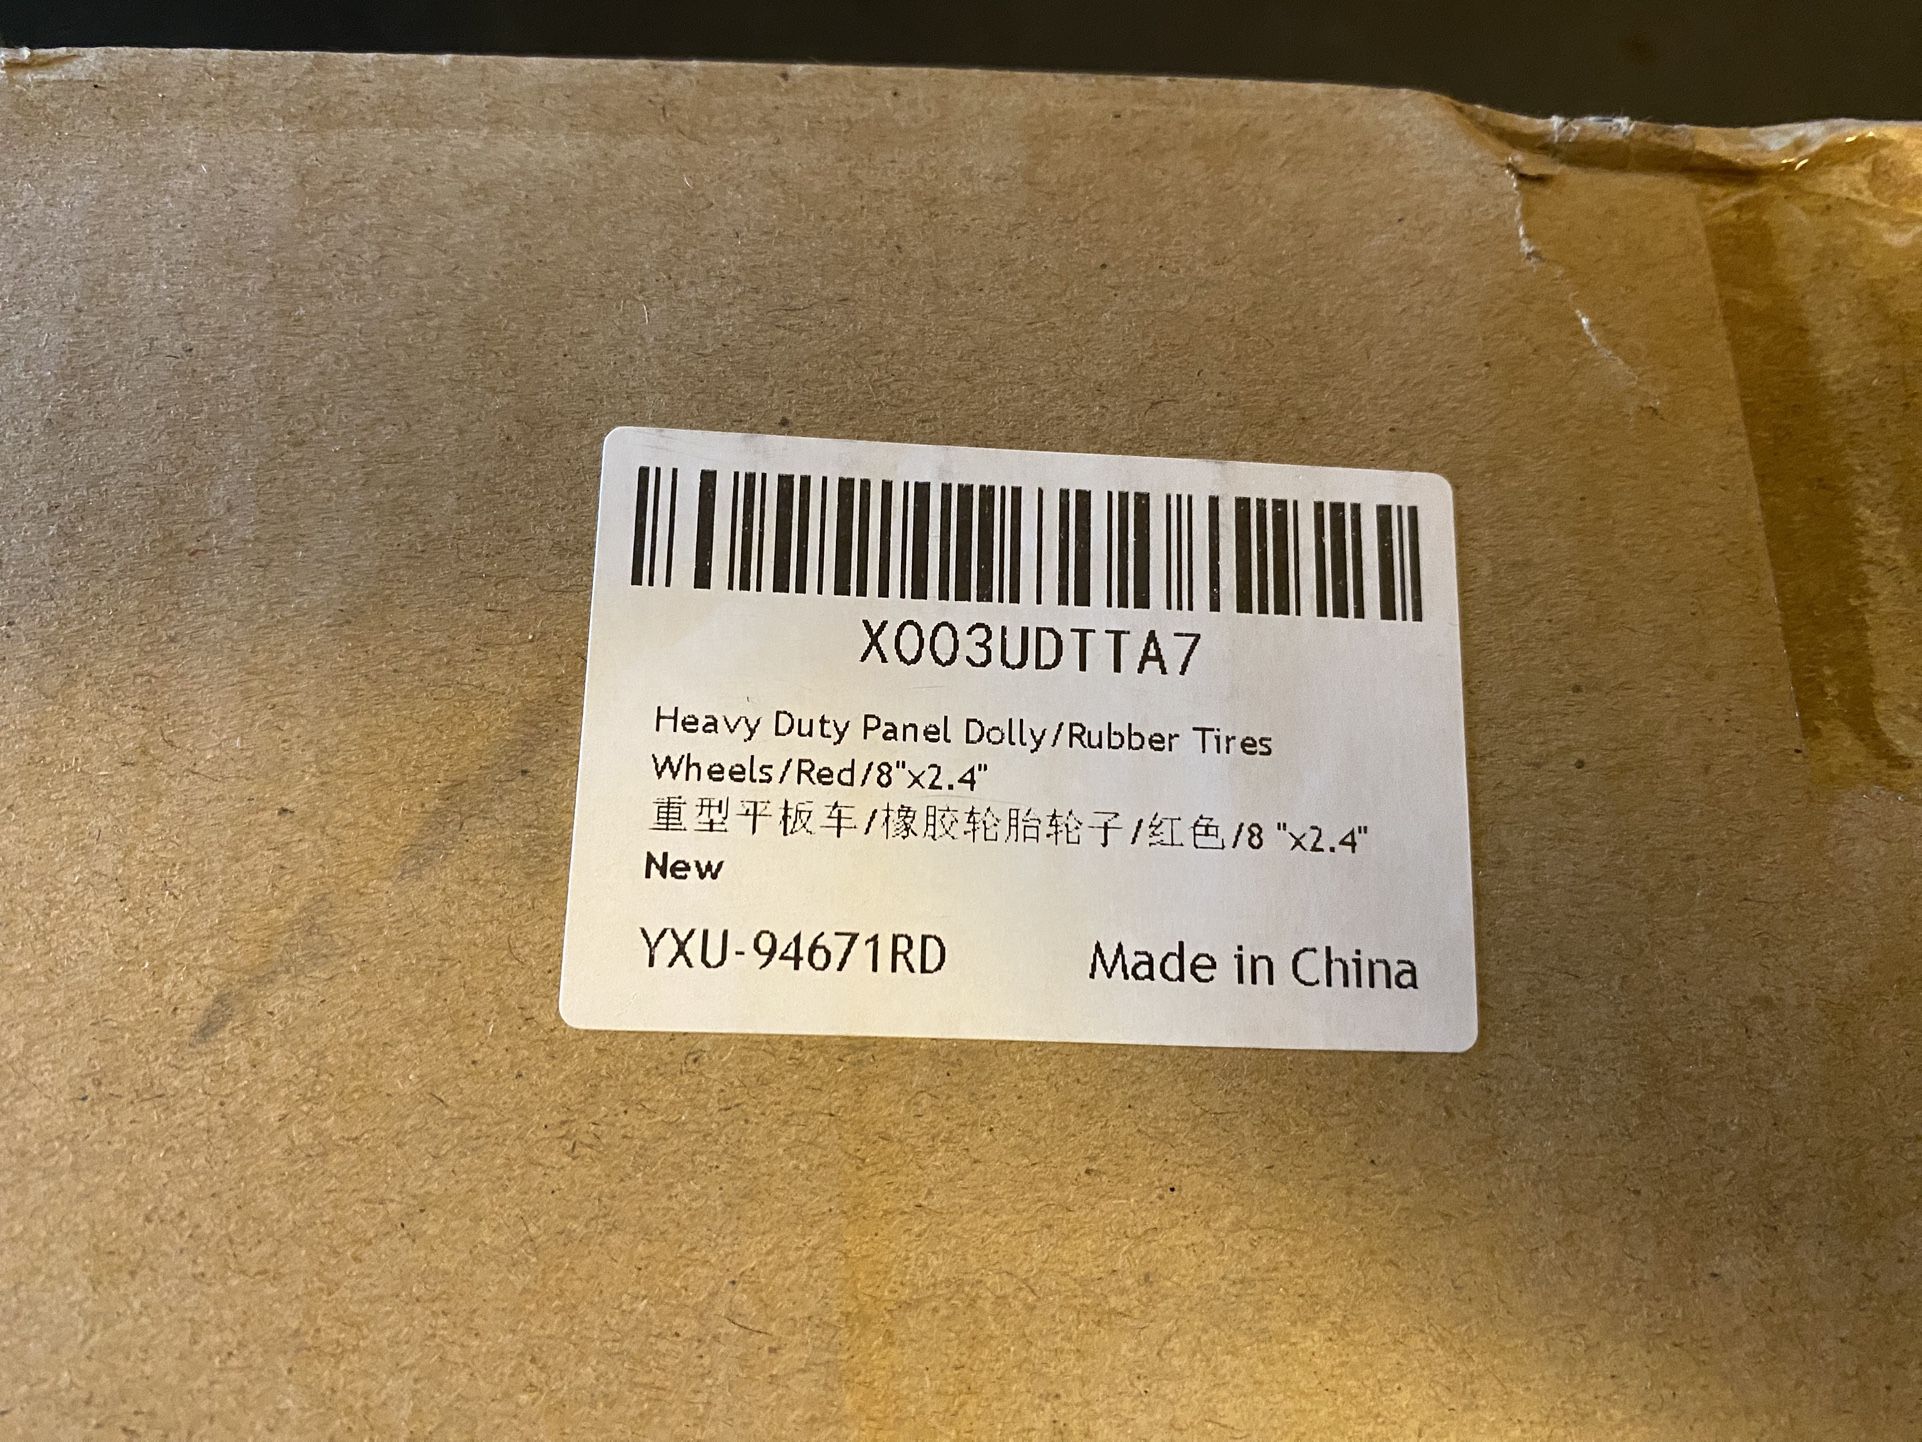 X003UDTTA7
Heavy Duty Panel Dolly/Rubber Tires
Wheels/Red/8"x2.4"
重型平板车/橡胶轮胎轮子/红色/8 "x2.4"
New
YXU-94671RD Made in China